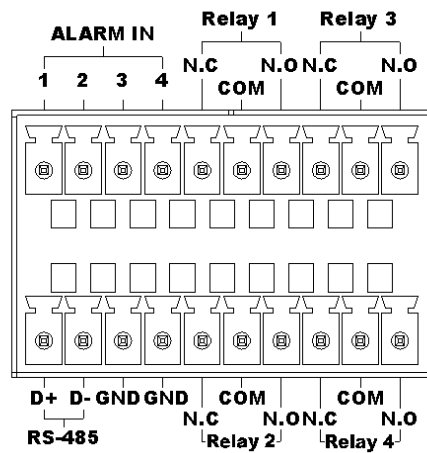 Relay 1 Relay 3
ALARM IN
N.C N.O N.C N.O
1 2 3 4 COM COM
D+ D- GND GND COM COM
N.C N.O N.C N.O
RS-485 Relay 2 Relay 4